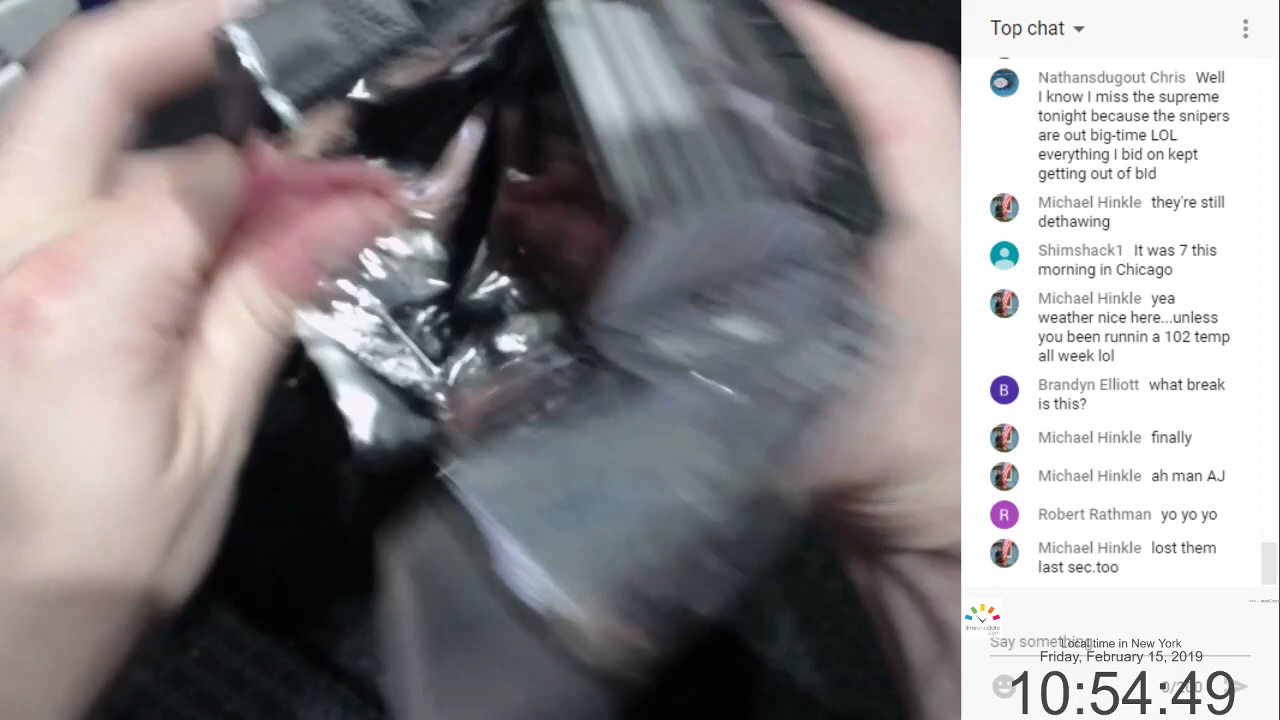 Top chat
Nathansdugout Chris Well
I know I miss the supreme
tonight because the snipers
are out big-time LOL
everything I bid on kept
getting out of bId
Michael Hinkle they're still
dethawing
Shimshack1 It was 7 this
morning in Chicago
Michael Hinkle yea
weather nice here...unless
you been runnin a 102 temp
all week lol
B
Brandyn Elliott what break
is this?
Michael Hinkle finally
Michael Hinkle ah man AJ
R
Robert Rathman yo yo yo
Michael Hinkle lost them
last sec.too
Say something
Local time in New York
Friday, February 15, 2019
10:54:49